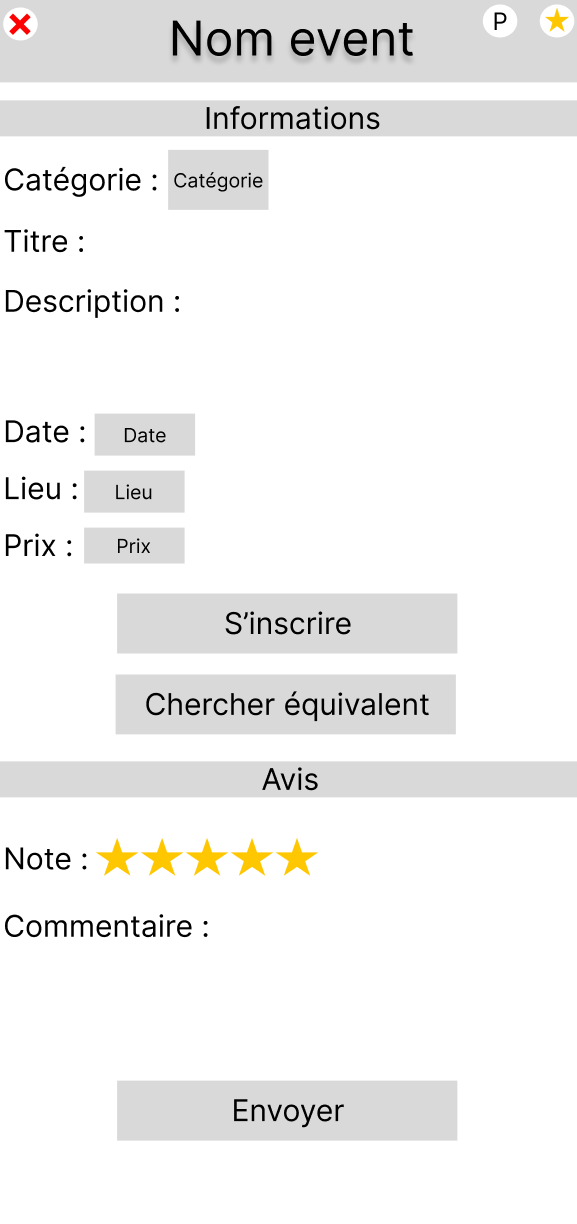 Nom event
P
Informations
Catégorie : Catégorie
Titre :
Description :
Date : Date
Lieu : Lieu
Prix : Prix
S’inscrire
Chercher équivalent
Avis
Note :
Commentaire :
Envoyer